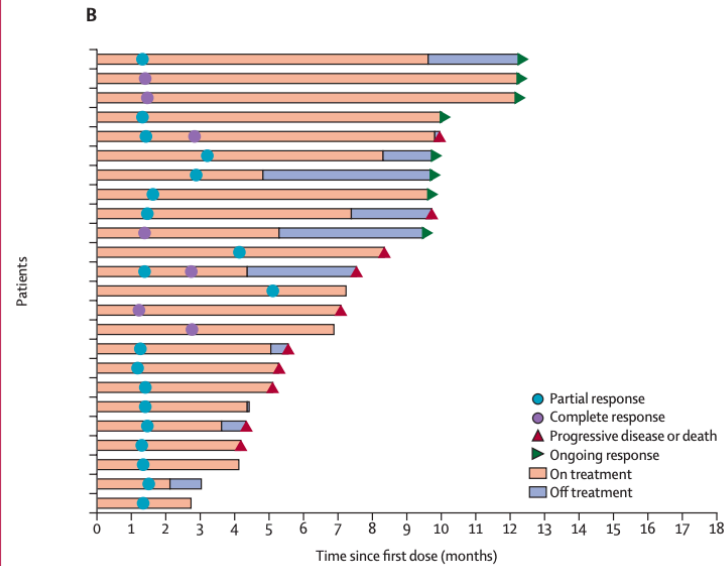 B
Patients
Partial response
Complete response
Progressive disease or death
Ongoing response
On treatment
Off treatment
0 1 2 3 4 5 6 7 8 9 10 11 12 13 14 15 16 17 18
Time since first dose (months)